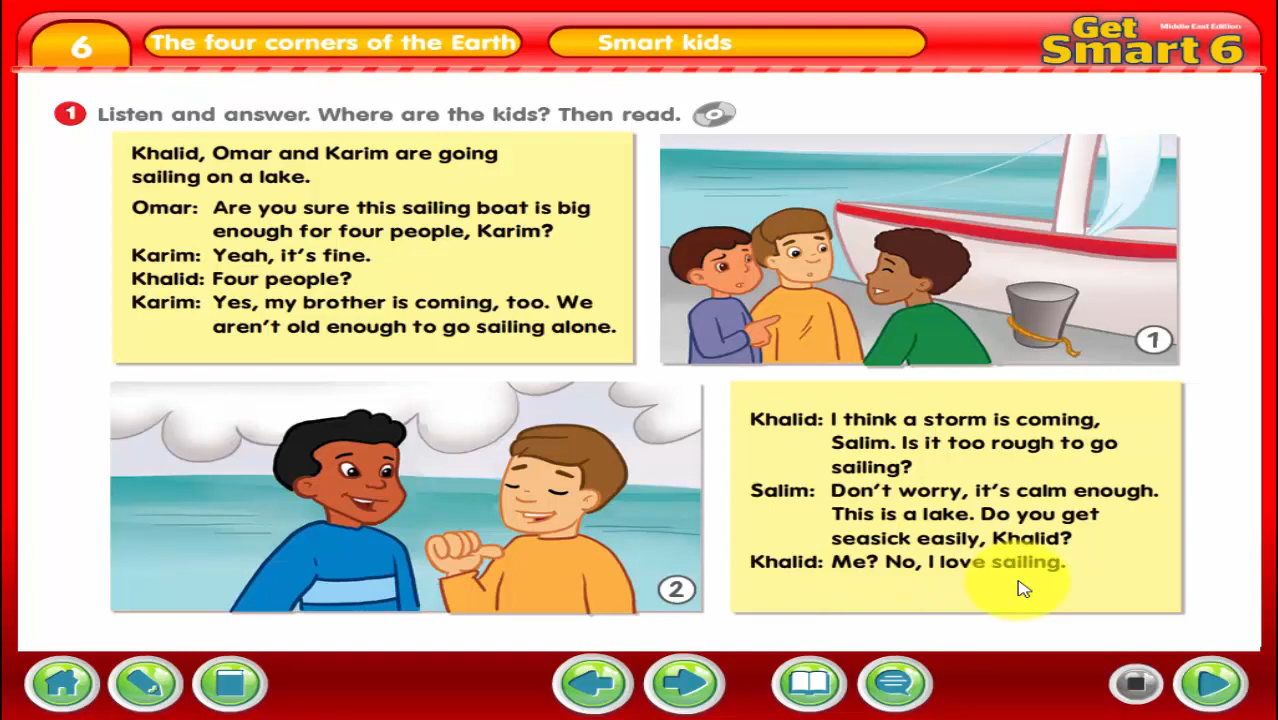 6
The four corners of the Earth
Smart kids
Middle East Edition
Get
Smart 6
1 Listen and answer. Where are the kids? Then read.
Khalid, Omar and Karim are going
sailing on a lake.
Omar: Are you sure this sailing boat is big
enough for four people, Karim?
Karim: Yeah, it's fine.
Khalid: Four people?
Karim: Yes, my brother is coming, too. We
aren't old enough to go sailing alone.
1
2
Khalid: I think a storm is coming,
Salim. Is it too rough to go
sailing?
Salim: Don't worry, it's calm enough.
This is a lake. Do you get
seasick easily, Khalid?
Khalid: Me? No, I love sailing.